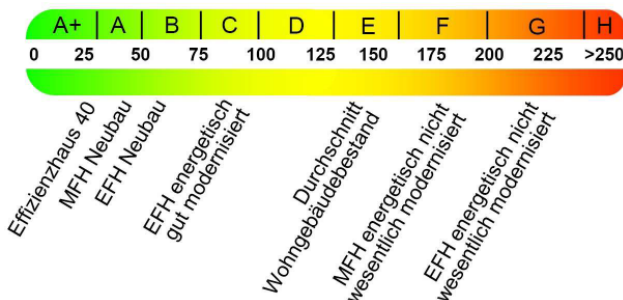 A+ A B C D E F G H
0 25 50 75 100 125 150 175 200 225 >250
Effizienzhaus 40
MFH Neubau
EFH Neubau
EFH energetisch
gut modernisiert
Durchschnitt
Wohngebäudebestand
MFH energetisch nicht
wesentlich modernisiert
EFH energetisch nicht
wesentlich modernisiert